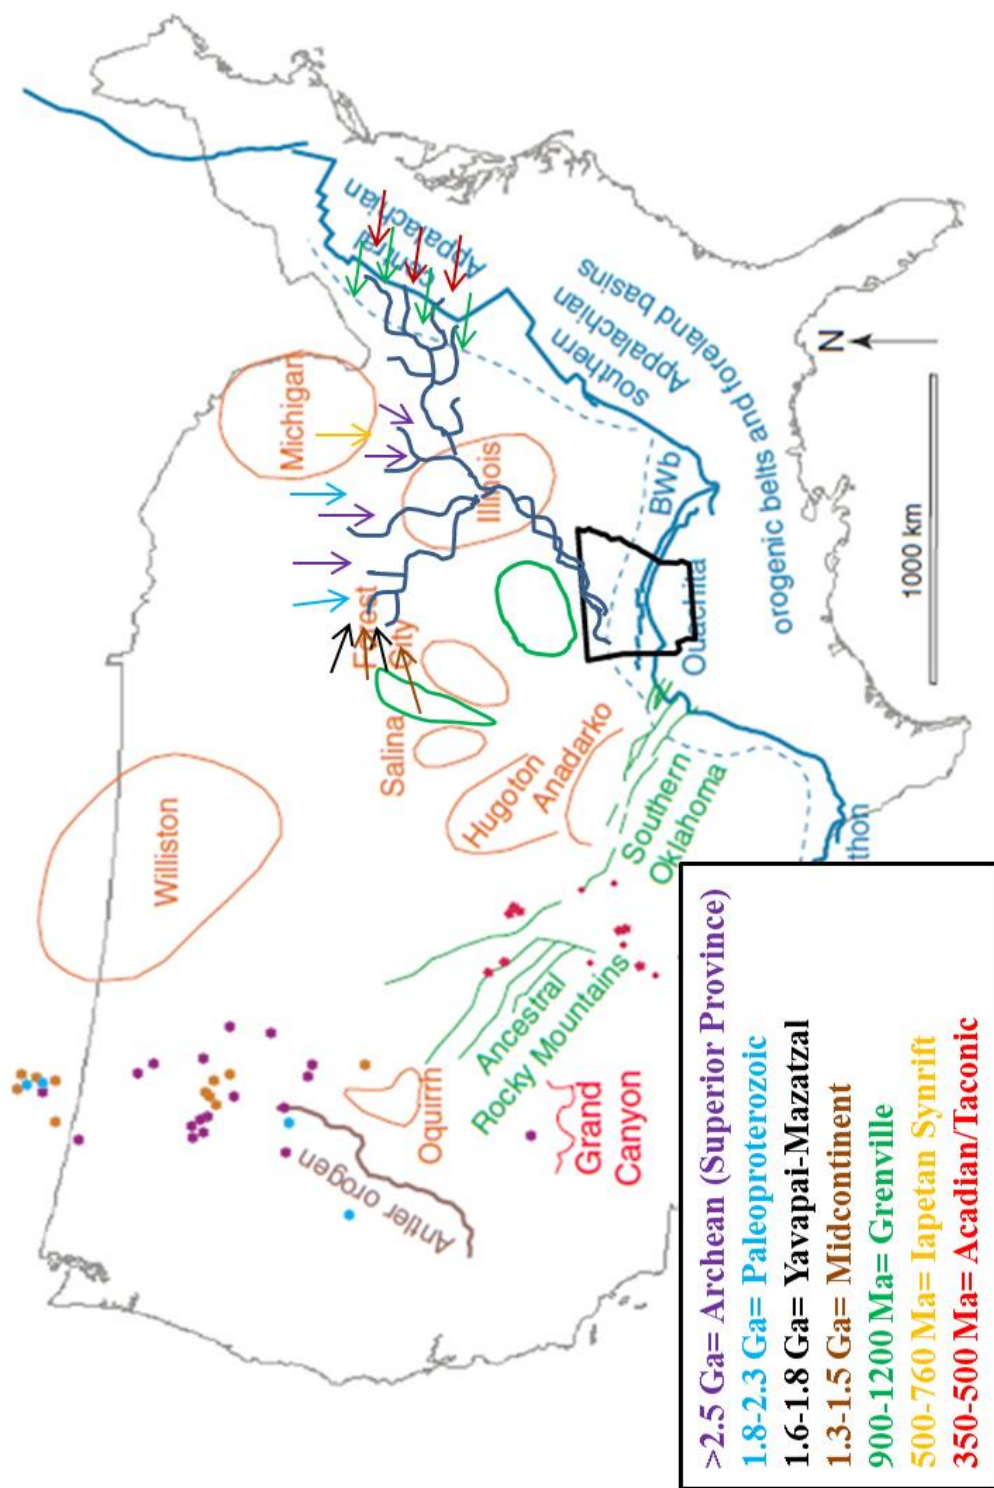 Williston
Michigan
Illinois
Forest
City
Salina
Hugoton
Anadarko
Southern
Oklahoma
Ancestral
Rocky Mountains
Oquirrh
Antler orogen
Grand
Canyon
central
Appalachian
southern
Appalachian
orogenic belts and foreland basins
BWb
Ouachita
thon
N
1000 km
>2.5 Ga= Archean (Superior Province)
1.8-2.3 Ga= Paleoproterozoic
1.6-1.8 Ga= Yavapai-Mazatzal
1.3-1.5 Ga= Midcontinent
900-1200 Ma= Grenville
500-760 Ma= Iapetan Synrift
350-500 Ma= Acadian/Taconic